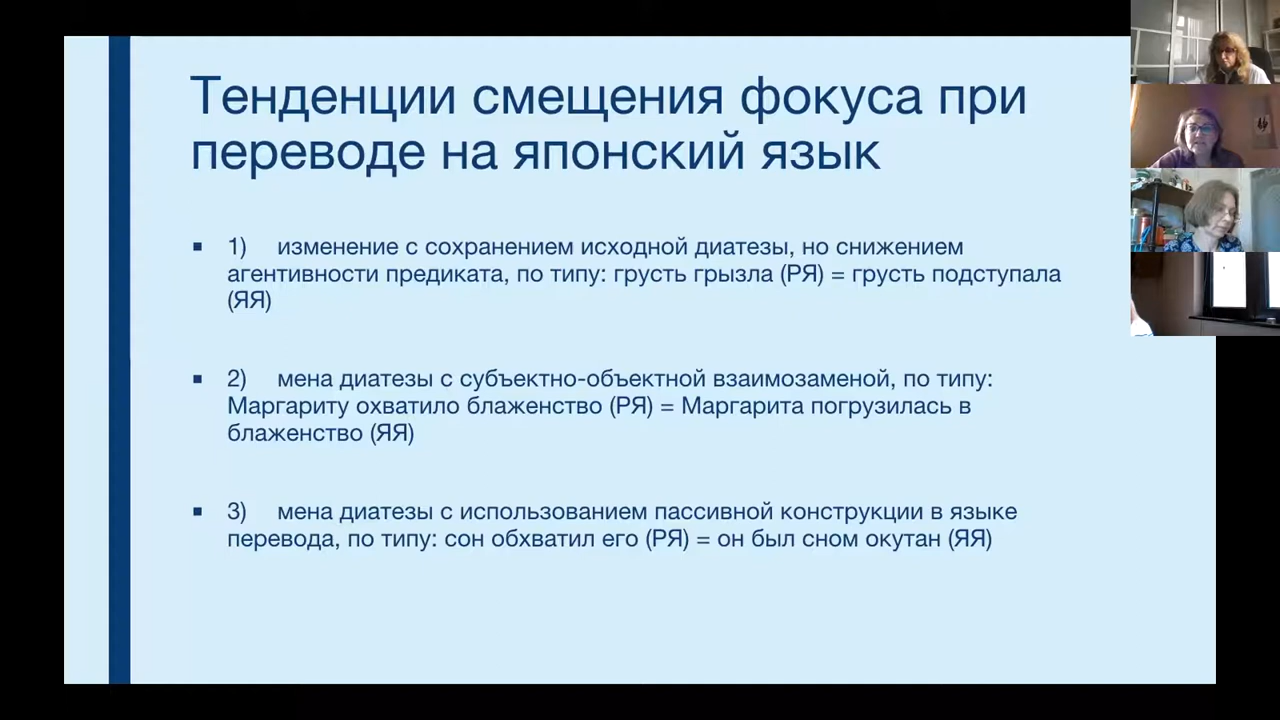 Тенденции смещения фокуса при
переводе на японский язык
▪ 1) изменение с сохранением исходной диатезы, но снижением
агентивности предиката, по типу: грусть грызла (РЯ) = грусть подступала
(ЯЯ)
▪ 2) мена диатезы с субъектно-объектной взаимозаменой, по типу:
Маргариту охватило блаженство (РЯ) = Маргарита погрузилась в
блаженство (ЯЯ)
▪ 3) мена диатезы с использованием пассивной конструкции в языке
перевода, по типу: сон обхватил его (РЯ) = он был сном окутан (ЯЯ)